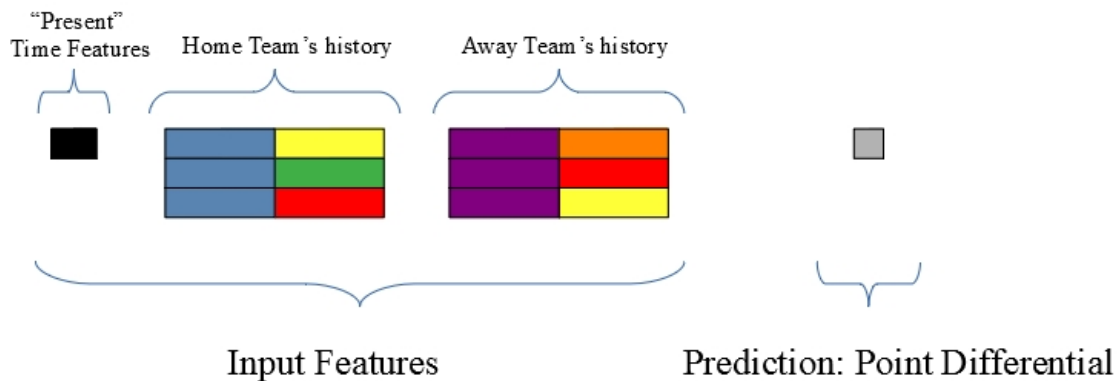 “Present”
Time Features
Home Team’s history
Away Team’s history
Input Features
Prediction: Point Differential